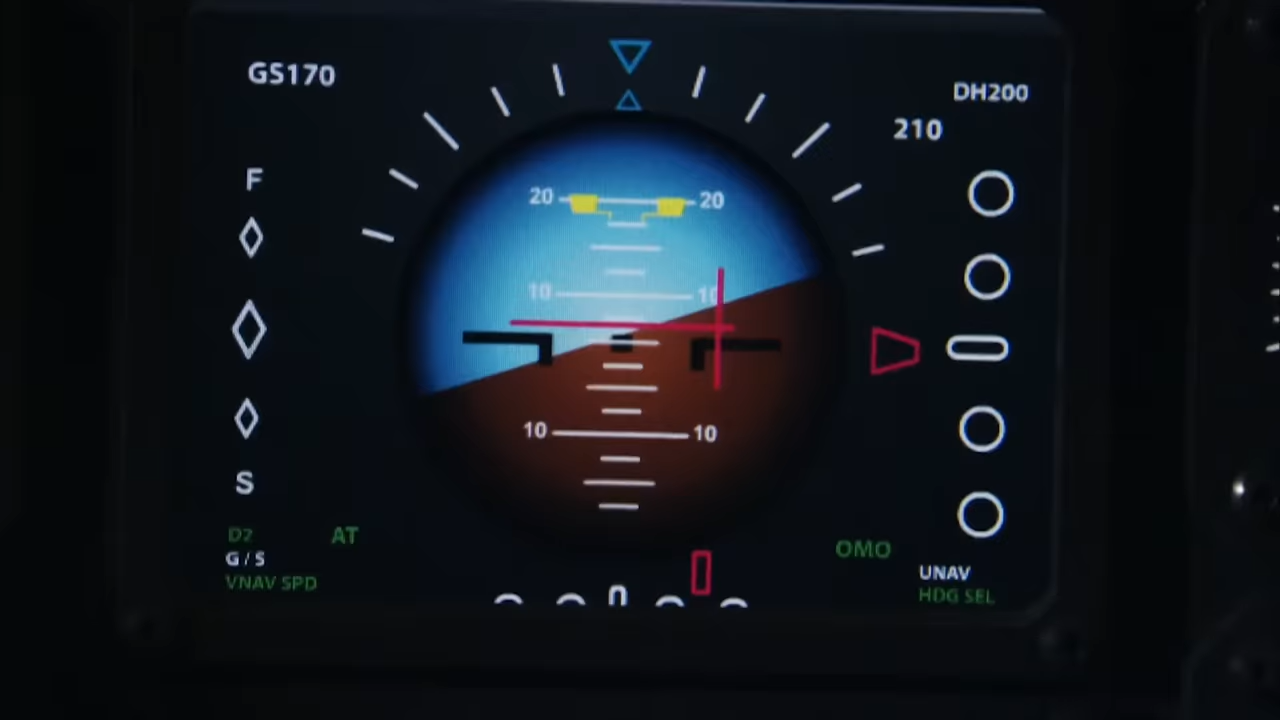 GS170
DH200
210
F
20 20
10 10
10 10
S
D2 AT
G/S
VNAV SPD
OMO
UNAV
HDG SEL